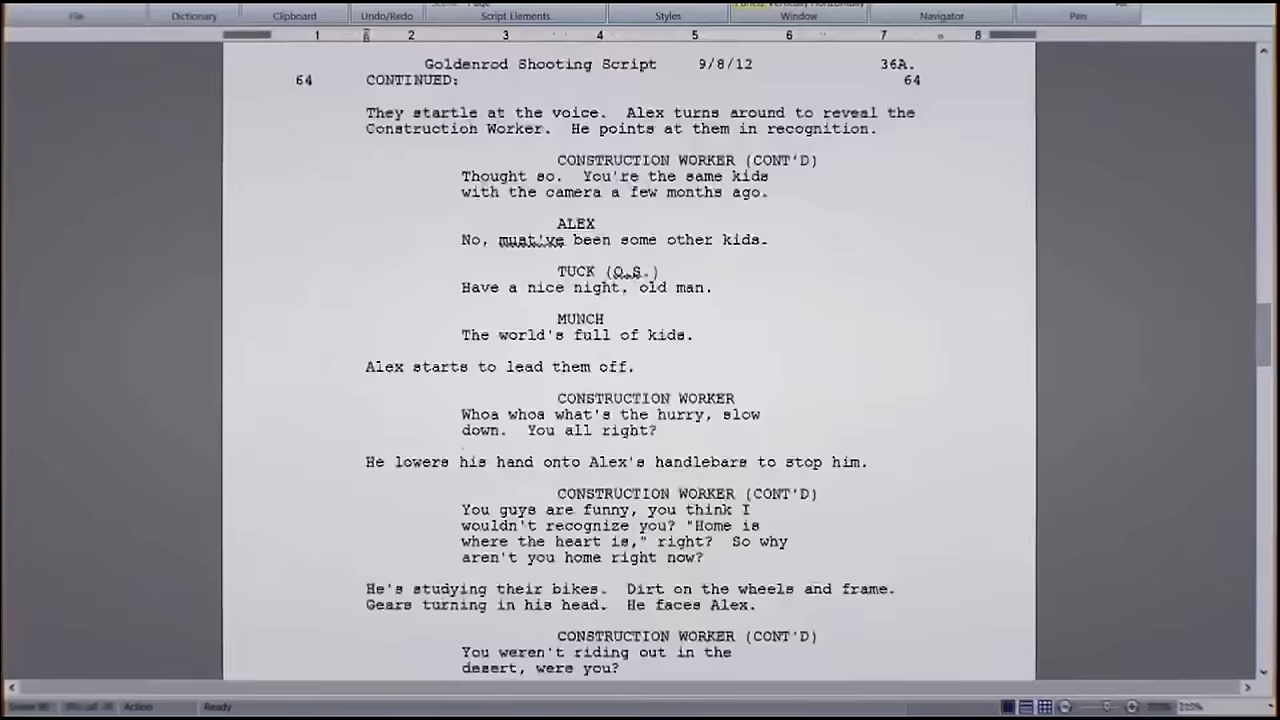 File Dictionary Clipboard Undo/Redo Script Elements Styles Window Navigator Pen
1 2 3 4 5 6 7 8
Goldenrod Shooting Script 9/8/12 36A.
64 CONTINUED: 64
They startle at the voice. Alex turns around to reveal the
Construction Worker. He points at them in recognition.
CONSTRUCTION WORKER (CONT'D)
Thought so. You're the same kids
with the camera a few months ago.
ALEX
No, must've been some other kids.
TUCK (O.S.)
Have a nice night, old man.
MUNCH
The world's full of kids.
Alex starts to lead them off.
CONSTRUCTION WORKER
Whoa whoa what's the hurry, slow
down. You all right?
He lowers his hand onto Alex's handlebars to stop him.
CONSTRUCTION WORKER (CONT'D)
You guys are funny, you think I
wouldn't recognize you? "Home is
where the heart is," right? So why
aren't you home right now?
He's studying their bikes. Dirt on the wheels and frame.
Gears turning in his head. He faces Alex.
CONSTRUCTION WORKER (CONT'D)
You weren't riding out in the
desert, were you?
Action Ready